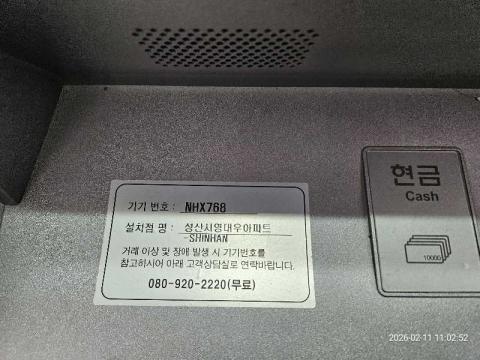 기기 번호 : NHX768
설치점 명 : 성산시영대우아파트
-SHINHAN
거래 이상 및 장애 발생 시 기기번호를
참고하시어 아래 고객상담실로 연락바랍니다.
080-920-2220(무료)
현금
Cash
10000
2026-02-11 11:02:52